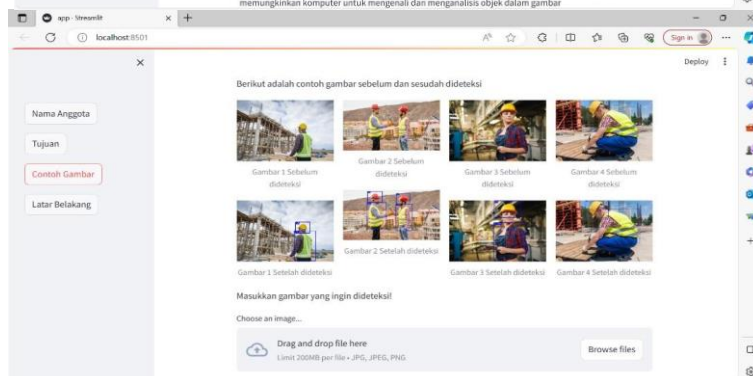 memungkinkan komputer untuk mengenali dan menganalisis objek dalam gambar
app · Streamlit
localhost:8501
Sign in
Deploy
Nama Anggota
Tujuan
Contoh Gambar
Latar Belakang
Berikut adalah contoh gambar sebelum dan sesudah dideteksi
Gambar 1 Sebelum
dideteksi
Gambar 2 Sebelum
dideteksi
Gambar 3 Sebelum
dideteksi
Gambar 4 Sebelum
dideteksi
Gambar 1 Setelah dideteksi
Gambar 2 Setelah dideteksi
Gambar 3 Setelah dideteksi
Gambar 4 Setelah dideteksi
Masukkan gambar yang ingin dideteksi!
Choose an image...
Drag and drop file here
Limit 200MB per file • JPG, JPEG, PNG
Browse files